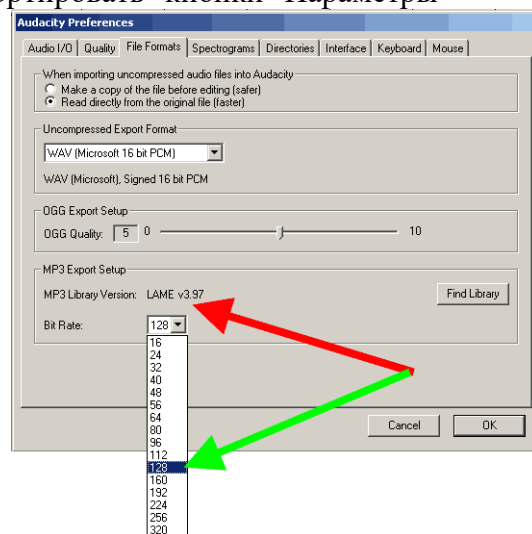 ортировать кнопки Параметры
Audacity Preferences
Audio I/O Quality File Formats Spectrograms Directories Interface Keyboard Mouse
When importing uncompressed audio files into Audacity
Make a copy of the file before editing (safer)
Read directly from the original file (faster)
Uncompressed Export Format
WAV (Microsoft 16 bit PCM)
WAV (Microsoft), Signed 16 bit PCM
OGG Export Setup
OGG Quality: 5 0 10
MP3 Export Setup
MP3 Library Version: LAME v3.97 Find Library
Bit Rate: 128
16
24
32
40
48
56
64
80
96
112
128
160
192
224
256
320
Cancel OK